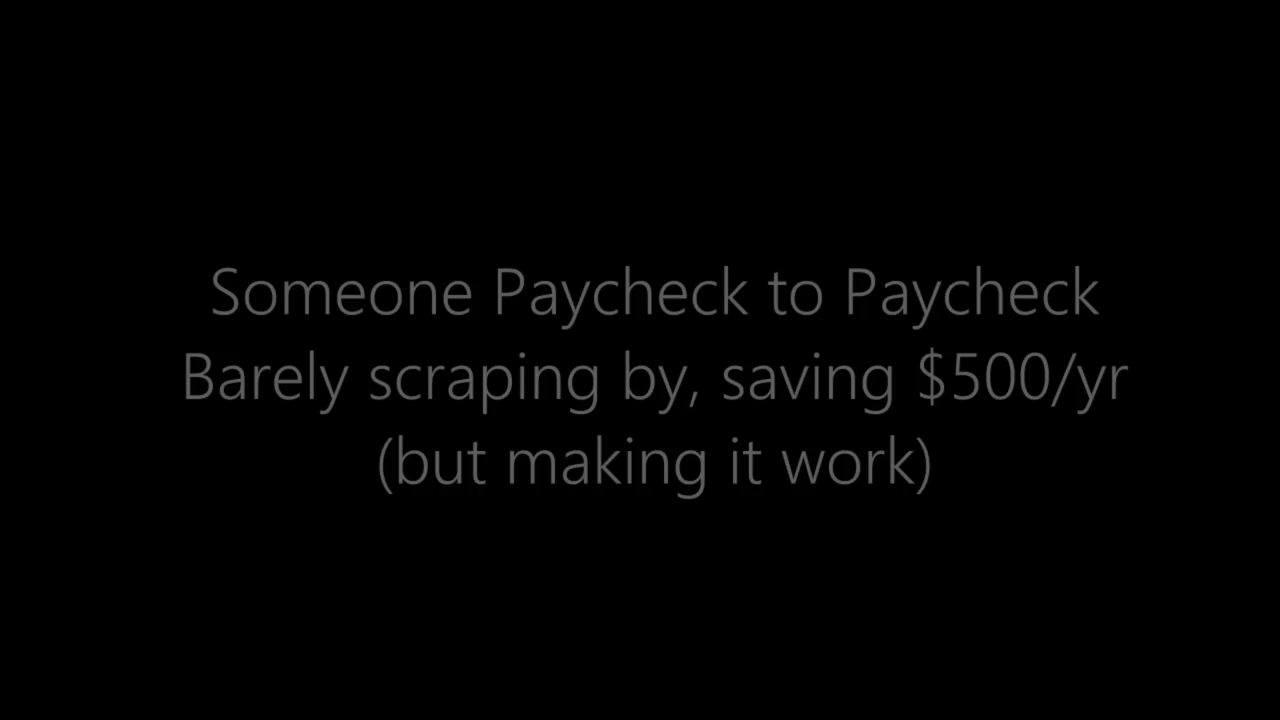 Someone Paycheck to Paycheck
Barely scraping by, saving $500/yr
(but making it work)